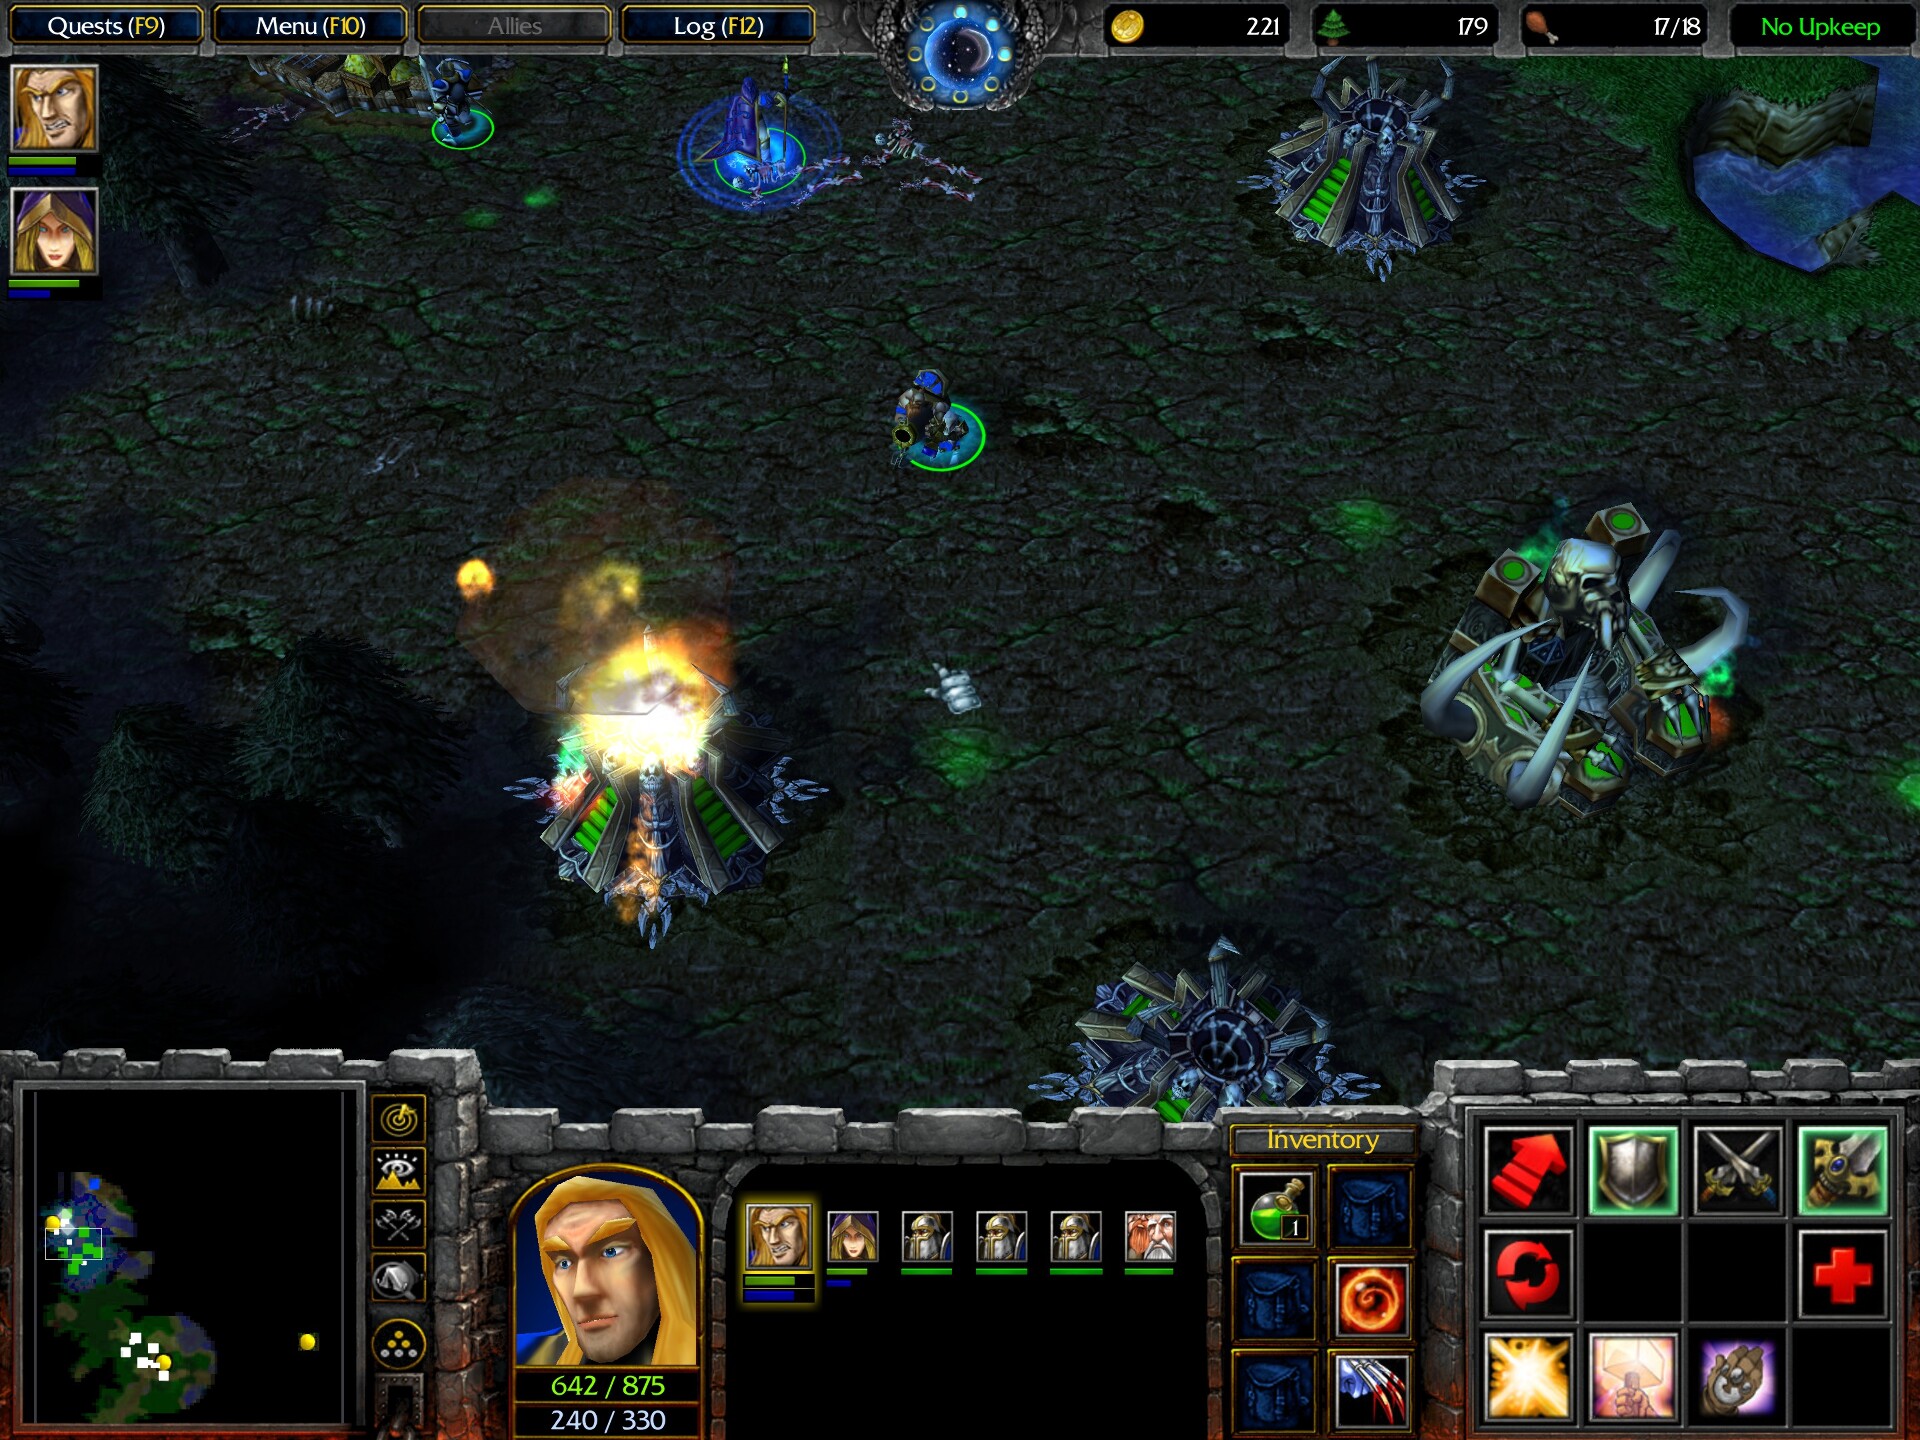 Quests (F9) Menu (F10) Allies Log (F12) 221 179 17/18 No Upkeep
Inventory
1
642 / 875
240 / 330